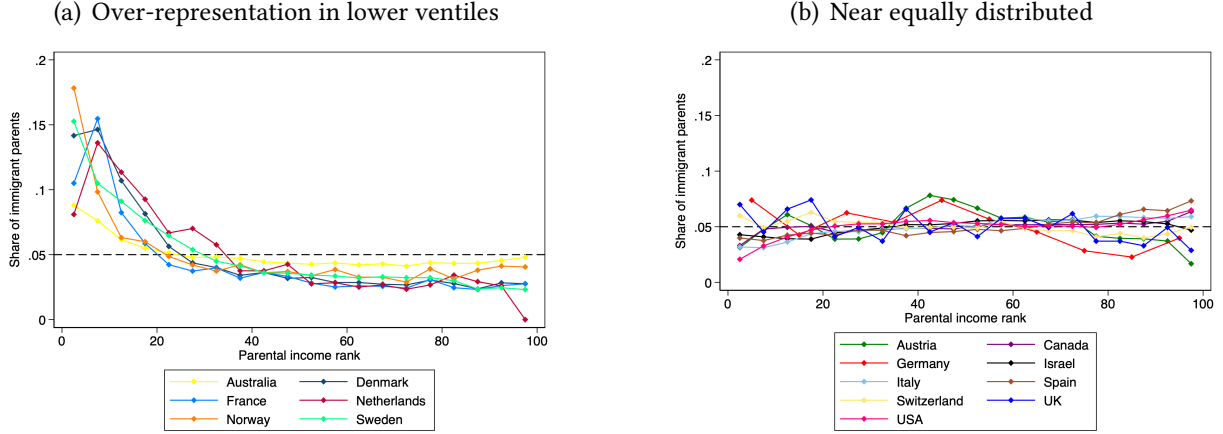 (a) Over-representation in lower ventiles
.2
.15
.1
.05
0
Share of immigrant parents
0 20 40 60 80 100
Parental income rank
Australia Denmark
France Netherlands
Norway Sweden
(b) Near equally distributed
.2
.15
.1
.05
0
Share of immigrant parents
0 20 40 60 80 100
Parental income rank
Austria Canada
Germany Israel
Italy Spain
Switzerland UK
USA